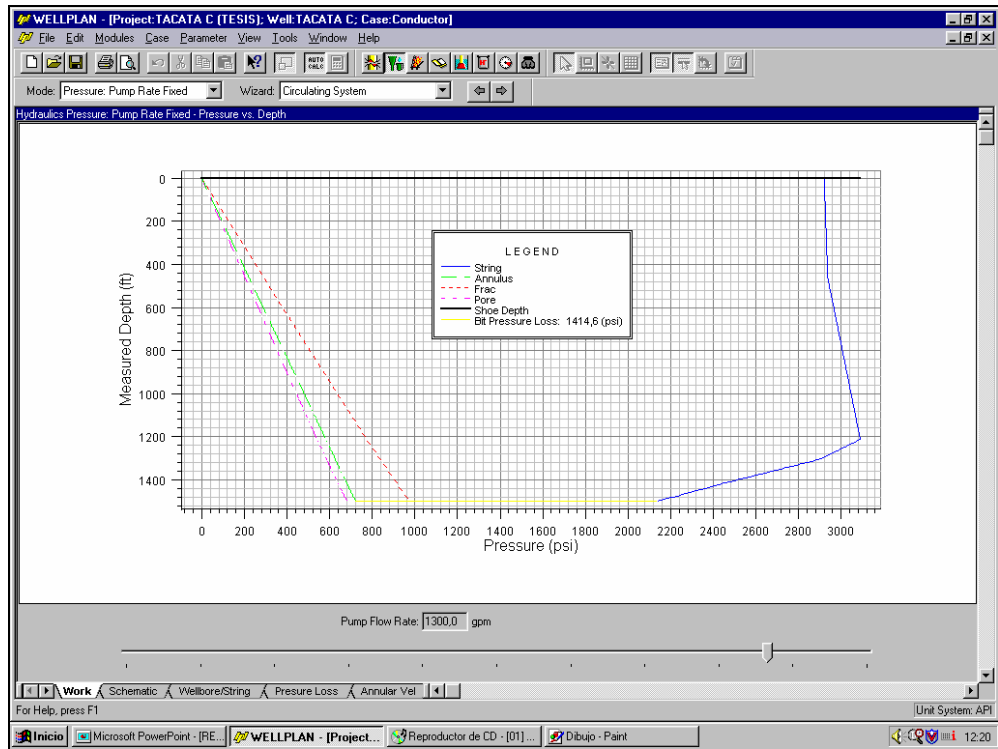 WELLPLAN - [Project:TACATA C (TESIS); Well:TACATA C; Case:Conductor]
File Edit Modules Case Parameter View Tools Window Help
AUTO CALC
Mode: Pressure: Pump Rate Fixed Wizard: Circulating System
Hydraulics Pressure: Pump Rate Fixed - Pressure vs. Depth
0
200
400
600
800
1000
1200
1400
Measured Depth (ft)
LEGEND
String
Annulus
Frac
Pore
Shoe Depth
Bit Pressure Loss: 1414,6 (psi)
0 200 400 600 800 1000 1200 1400 1600 1800 2000 2200 2400 2600 2800 3000
Pressure (psi)
Pump Flow Rate: 1300,0 gpm
Work Schematic Wellbore/String Presure Loss Annular Vel
For Help, press F1 Unit System: API
Inicio Microsoft PowerPoint - [RE... WELLPLAN - [Project... Reproductor de CD - [01] ... Dibujo - Paint 12:20